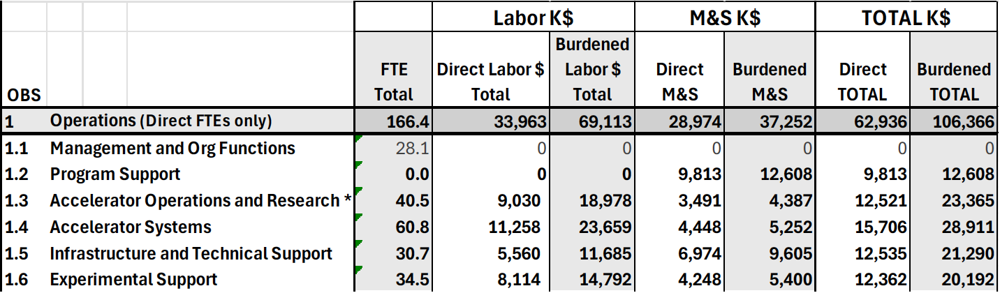 Labor K$ M&S K$ TOTAL K$
Burdened
FTE Direct Labor $ Labor $ Direct Burdened Direct Burdened
OBS Total Total Total M&S M&S TOTAL TOTAL
1 Operations (Direct FTEs only) 166.4 33,963 69,113 28,974 37,252 62,936 106,366
1.1 Management and Org Functions 28.1 0 0 0 0 0 0
1.2 Program Support 0.0 0 0 9,813 12,608 9,813 12,608
1.3 Accelerator Operations and Research * 40.5 9,030 18,978 3,491 4,387 12,521 23,365
1.4 Accelerator Systems 60.8 11,258 23,659 4,448 5,252 15,706 28,911
1.5 Infrastructure and Technical Support 30.7 5,560 11,685 6,974 9,605 12,535 21,290
1.6 Experimental Support 34.5 8,114 14,792 4,248 5,400 12,362 20,192